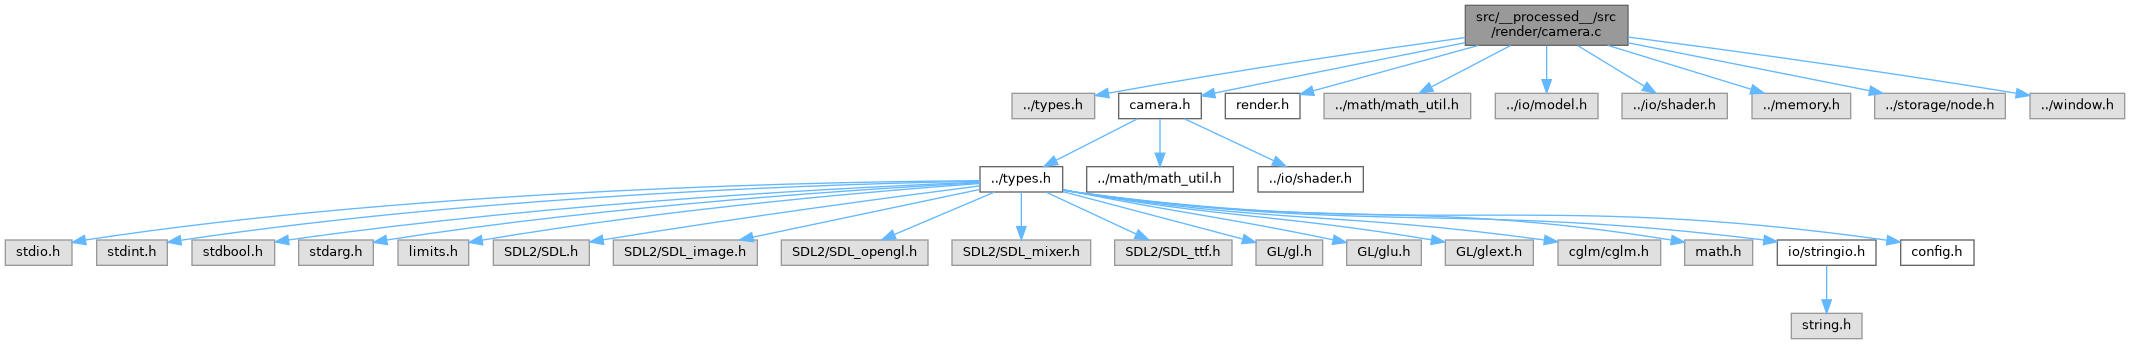 src/__processed__/src
/render/camera.c
../types.h
camera.h
render.h
../math/math_util.h
../io/model.h
../io/shader.h
../memory.h
../storage/node.h
../window.h
../types.h
../math/math_util.h
../io/shader.h
stdio.h
stdint.h
stdbool.h
stdarg.h
limits.h
SDL2/SDL.h
SDL2/SDL_image.h
SDL2/SDL_opengl.h
SDL2/SDL_mixer.h
SDL2/SDL_ttf.h
GL/gl.h
GL/glu.h
GL/glext.h
cglm/cglm.h
math.h
io/stringio.h
config.h
string.h